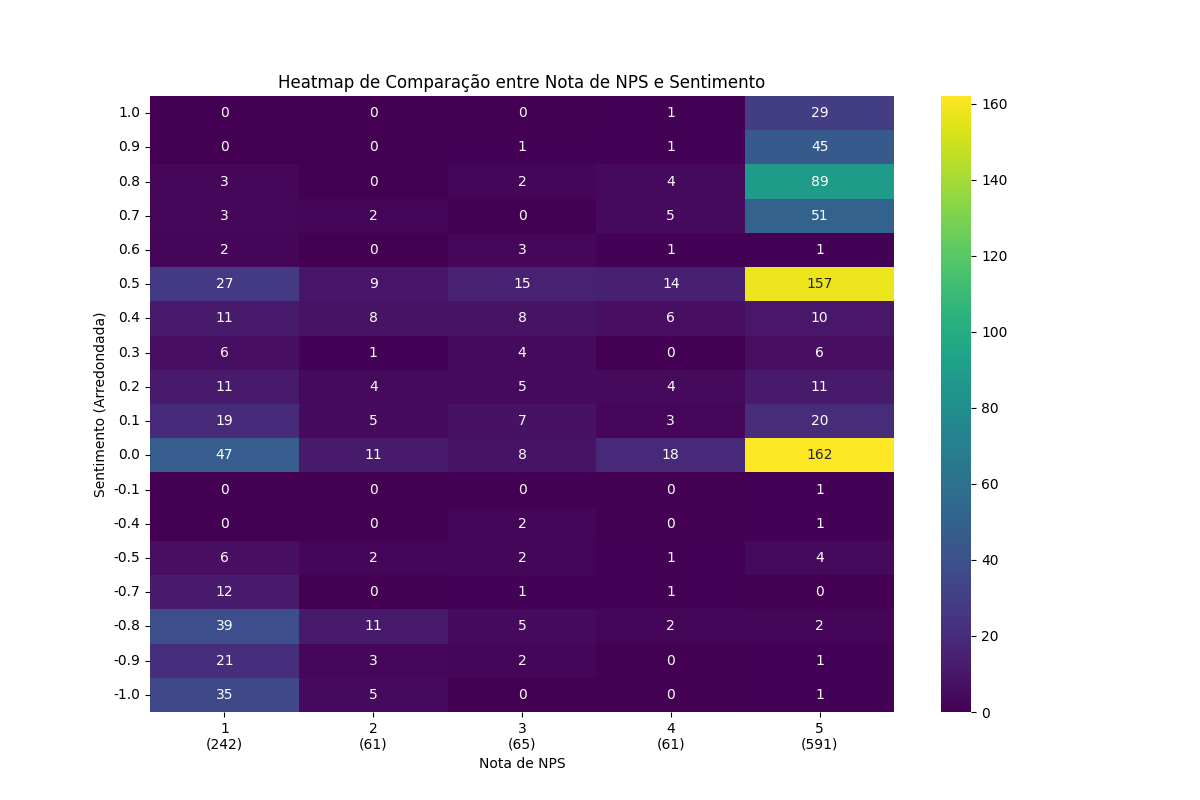 Heatmap de Comparação entre Nota de NPS e Sentimento
1.0 0 0 0 1 29
0.9 0 0 1 1 45
0.8 3 0 2 4 89
0.7 3 2 0 5 51
0.6 2 0 3 1 1
0.5 27 9 15 14 157
0.4 11 8 8 6 10
0.3 6 1 4 0 6
0.2 11 4 5 4 11
0.1 19 5 7 3 20
0.0 47 11 8 18 162
-0.1 0 0 0 0 1
-0.4 0 0 2 0 1
-0.5 6 2 2 1 4
-0.7 12 0 1 1 0
-0.8 39 11 5 2 2
-0.9 21 3 2 0 1
-1.0 35 5 0 0 1
1 2 3 4 5
(242) (61) (65) (61) (591)
Nota de NPS
Sentimento (Arredondada)
160
140
120
100
80
60
40
20
0